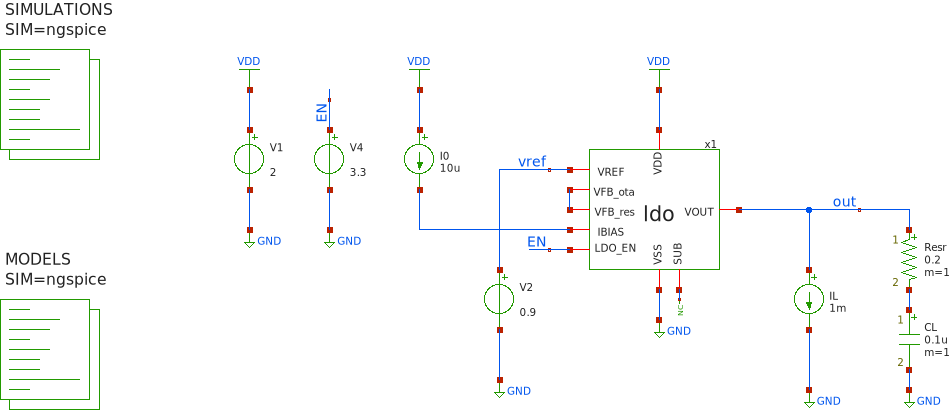 SIMULATIONS
SIM=ngspice
VDD
V1
2
GND
EN
V4
3.3
GND
VDD
I0
10u
vref
EN
V2
0.9
GND
VDD
x1
VDD
VREF
VFB_ota
VFB_res
IBIAS
LDO_EN
ldo
VOUT
VSS
SUB
NC
GND
out
IL
1m
GND
1
Resr
0.2
m=1
2
1
CL
0.1u
m=1
2
GND
MODELS
SIM=ngspice